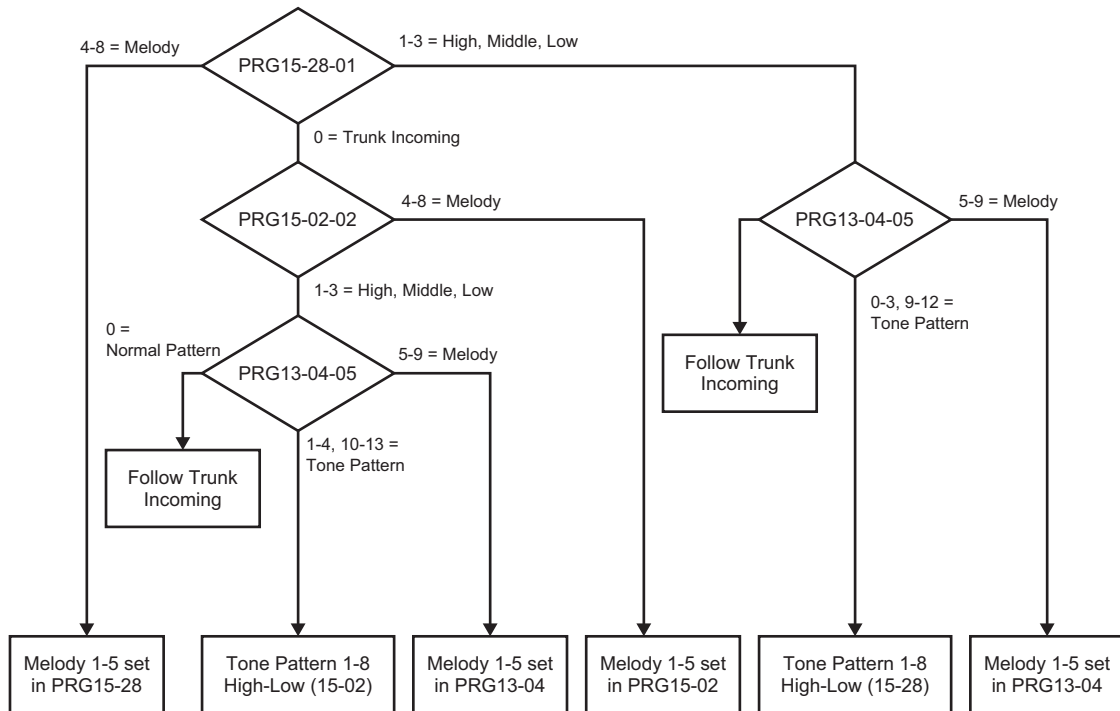 4-8 = Melody
PRG15-28-01
1-3 = High, Middle, Low
0 = Trunk Incoming
PRG15-02-02
4-8 = Melody
PRG13-04-05
5-9 = Melody
1-3 = High, Middle, Low
0-3, 9-12 =
Tone Pattern
0 =
Normal Pattern
PRG13-04-05
5-9 = Melody
Follow Trunk
Incoming
1-4, 10-13 =
Tone Pattern
Follow Trunk
Incoming
Melody 1-5 set
in PRG15-28
Tone Pattern 1-8
High-Low (15-02)
Melody 1-5 set
in PRG13-04
Melody 1-5 set
in PRG15-02
Tone Pattern 1-8
High-Low (15-28)
Melody 1-5 set
in PRG13-04